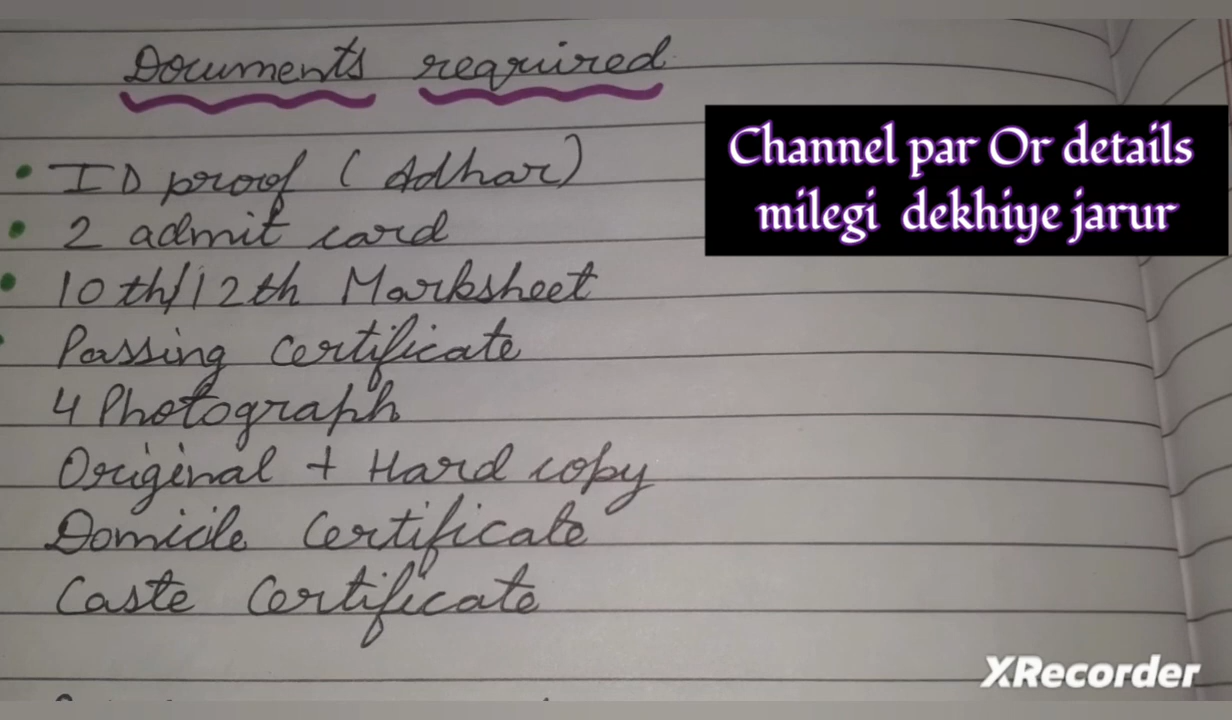 Documents required
ID proof ( Adhar)
2 admit card
10th/12th Marksheet
Passing Certificate
4 Photograph
Original + Hard copy
Domicile Certificate
Caste Certificate
Channel par Or details
milegi dekhiye jarur
XRecorder